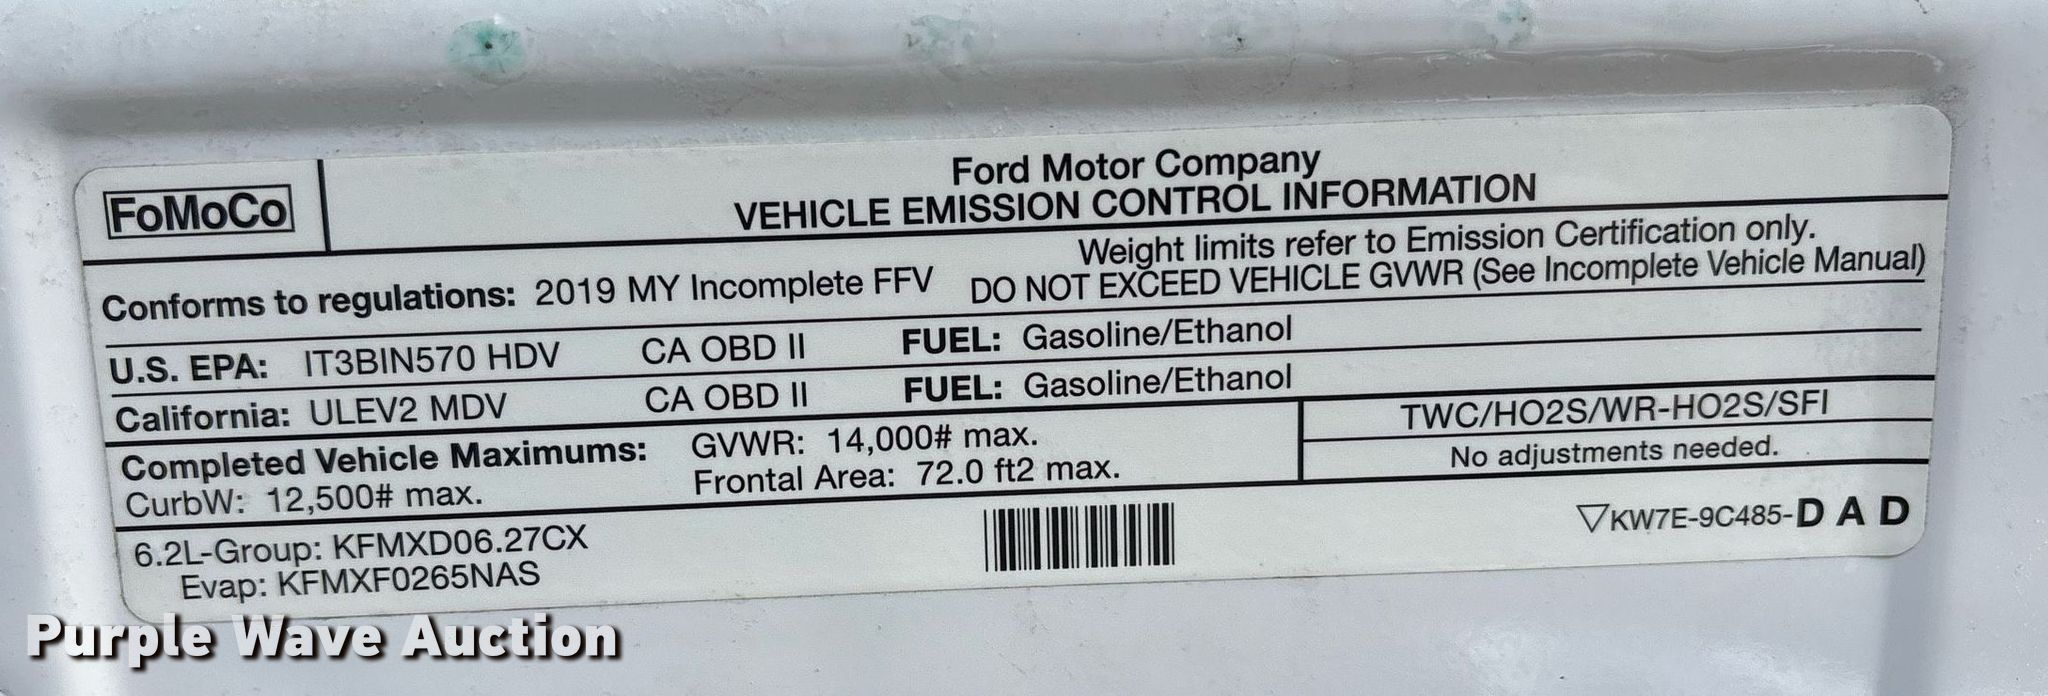 FoMoCo
Ford Motor Company
VEHICLE EMISSION CONTROL INFORMATION
Conforms to regulations: 2019 MY Incomplete FFV
Weight limits refer to Emission Certification only.
DO NOT EXCEED VEHICLE GVWR (See Incomplete Vehicle Manual)
U.S. EPA: IT3BIN570 HDV CA OBD II FUEL: Gasoline/Ethanol
California: ULEV2 MDV CA OBD II FUEL: Gasoline/Ethanol
Completed Vehicle Maximums: GVWR: 14,000# max.
CurbW: 12,500# max. Frontal Area: 72.0 ft2 max.
TWC/HO2S/WR-HO2S/SFI
No adjustments needed.
6.2L-Group: KFMXD06.27CX
Evap: KFMXF0265NAS
▽KW7E-9C485-D A D
Purple Wave Auction